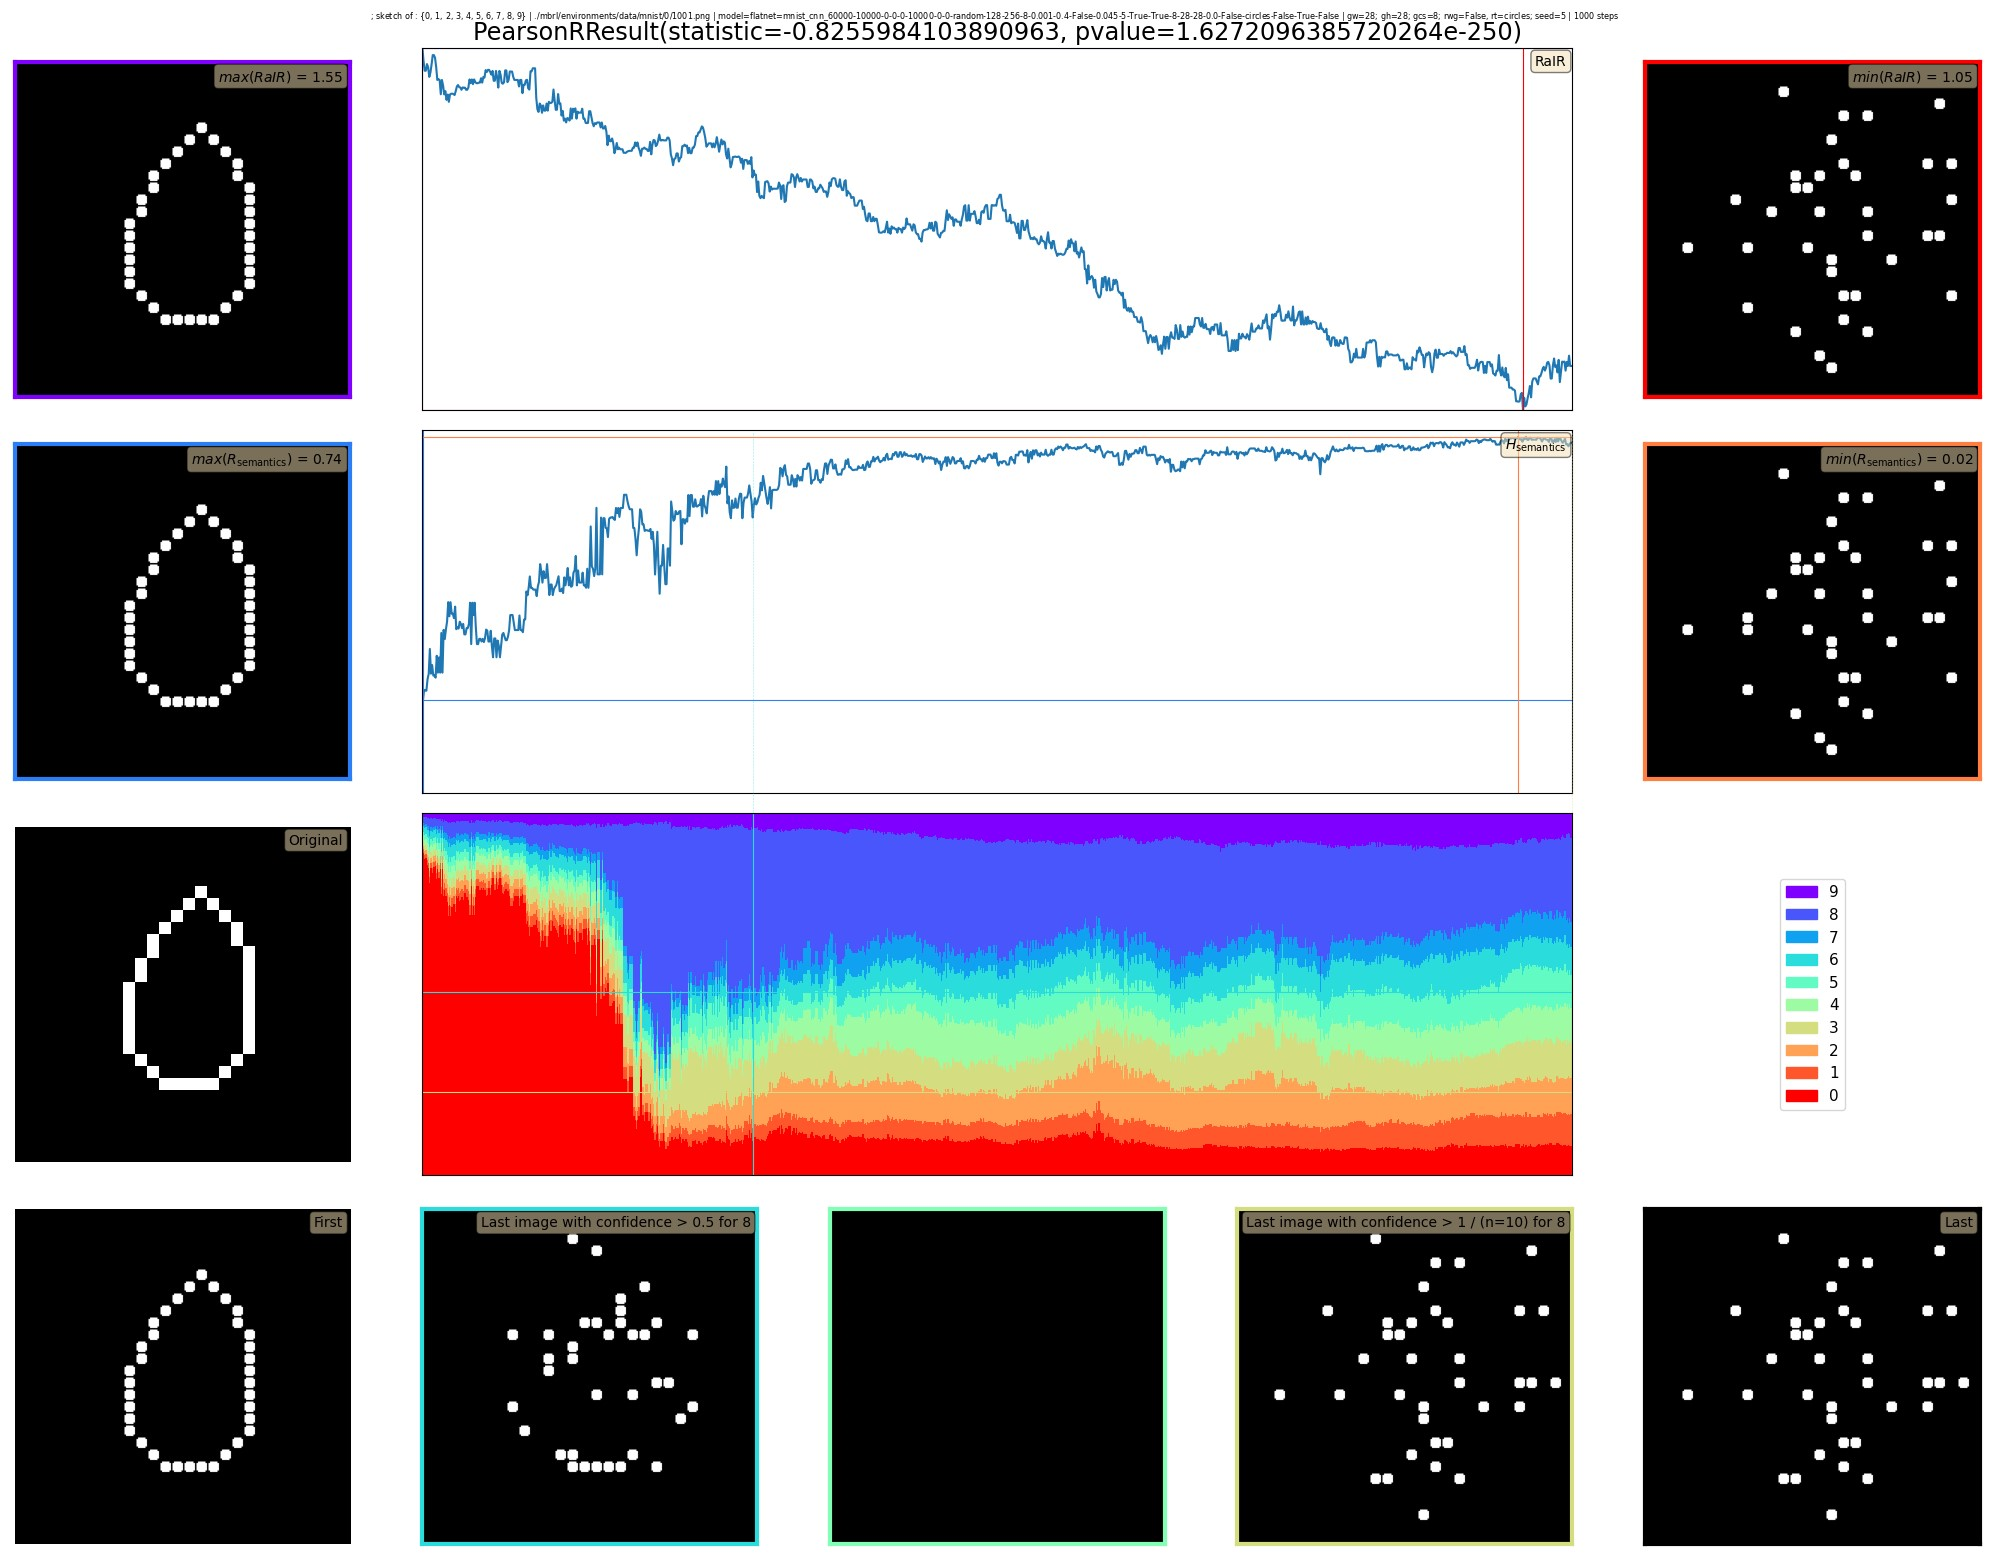 ; sketch of : {0, 1, 2, 3, 4, 5, 6, 7, 8, 9} | ./mbrl/environments/data/mnist/0/1001.png | model=flatnet=mnist_cnn_60000-10000-0-0-0-10000-0-0-random-128-256-8-0.001-0.4-False-0.045-5-True-True-8-28-28-0.0-False-circles-False-True-False | gw=28; gh=28; gcs=8; rwg=False, rt=circles; seed=5 | 1000 steps
PearsonRResult(statistic=-0.8255984103890963, pvalue=1.6272096385720264e-250)
max(RaIR) = 1.55
RaIR
min(RaIR) = 1.05
max(R_semantics) = 0.74
H_semantics
min(R_semantics) = 0.02
Original
9
8
7
6
5
4
3
2
1
0
First
Last image with confidence > 0.5 for 8
Last image with confidence > 1 / (n=10) for 8
Last